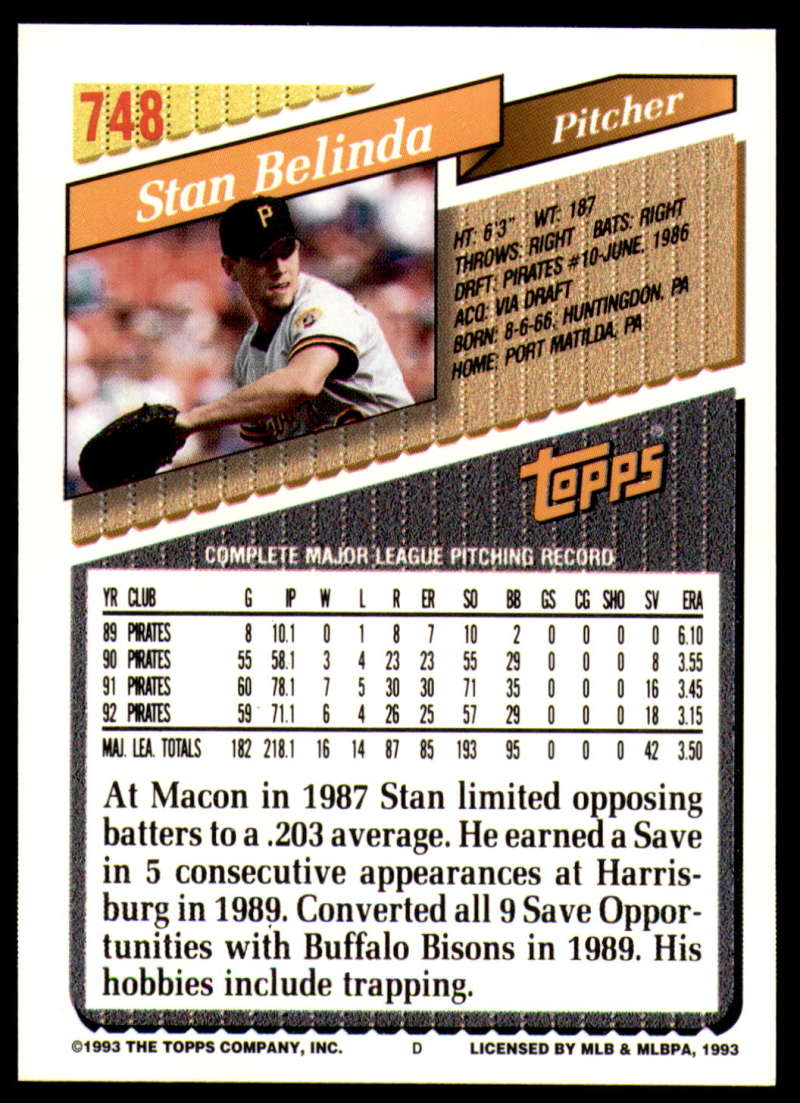 748
Stan Belinda
Pitcher
P
HT: 6'3" WT: 187
THROWS: RIGHT BATS: RIGHT
DRFT: PIRATES #10-JUNE, 1986
ACQ: VIA DRAFT
BORN: 8-6-66, HUNTINGDON, PA
HOME: PORT MATILDA, PA
TOPPS
COMPLETE MAJOR LEAGUE PITCHING RECORD
YR CLUB G IP W L R ER SO BB GS CG SHO SV ERA
89 PIRATES 8 10.1 0 1 8 7 10 2 0 0 0 0 6.10
90 PIRATES 55 58.1 3 4 23 23 55 29 0 0 0 8 3.55
91 PIRATES 60 78.1 7 5 30 30 71 35 0 0 0 16 3.45
92 PIRATES 59 71.1 6 4 26 25 57 29 0 0 0 18 3.15
MAJ. LEA. TOTALS 182 218.1 16 14 87 85 193 95 0 0 0 42 3.50
At Macon in 1987 Stan limited opposing
batters to a .203 average. He earned a Save
in 5 consecutive appearances at Harris-
burg in 1989. Converted all 9 Save Oppor-
tunities with Buffalo Bisons in 1989. His
hobbies include trapping.
©1993 THE TOPPS COMPANY, INC. D LICENSED BY MLB & MLBPA, 1993